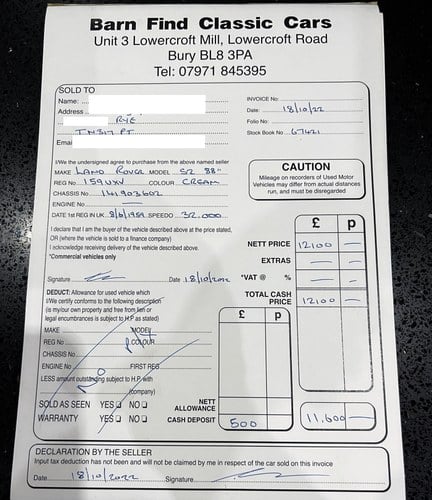 Barn Find Classic Cars
Unit 3 Lowercroft Mill, Lowercroft Road
Bury BL8 3PA
Tel: 07971 845395
SOLD TO
Name:
Address
RYE
TN31 7PT
Emai
INVOICE No.
Date: 18/10/22
Folio No.
Stock Book No. 67421
I/We the undersigned agree to purchase from the above named seller
MAKE LAND ROVER MODEL S2 88"
REG No 159UXV COLOUR CREAM
CHASSIS No 141903602
ENGINE No
DATE 1st REG IN UK 8/6/1959 SPEEDO 32,000
CAUTION
Mileage on recorders of Used Motor
Vehicles may differ from actual distances
run, and must be disregarded
I declare that I am the buyer of the vehicle described above at the price stated,
OR (where the vehicle is sold to a finance company)
I acknowledge receiving delivery of the vehicle described above.
*Commercial vehicles only
Signature Date 18/10/2022
£ p
NETT PRICE 12100 —
EXTRAS — —
*VAT @ % — —
TOTAL CASH
PRICE 12100 —
DEDUCT: Allowance for used vehicle which
I/We certify conforms to the following description
(is my/our own property and free from lien or
legal encumbrances is subject to H.P as stated)
MAKE MODEL
REG No COLOUR
CHASSIS No
ENGINE No FIRST REG
No p/x
LESS amount outstanding subject to H.P with
(company)
SOLD AS SEEN YES NO
WARRANTY YES NO
£ p
NETT
ALLOWANCE
CASH DEPOSIT 500
11,600 —
DECLARATION BY THE SELLER
Input tax deduction has not been and will not be claimed by me in respect of the car sold on this invoice
Date 18/10/2022 Signature